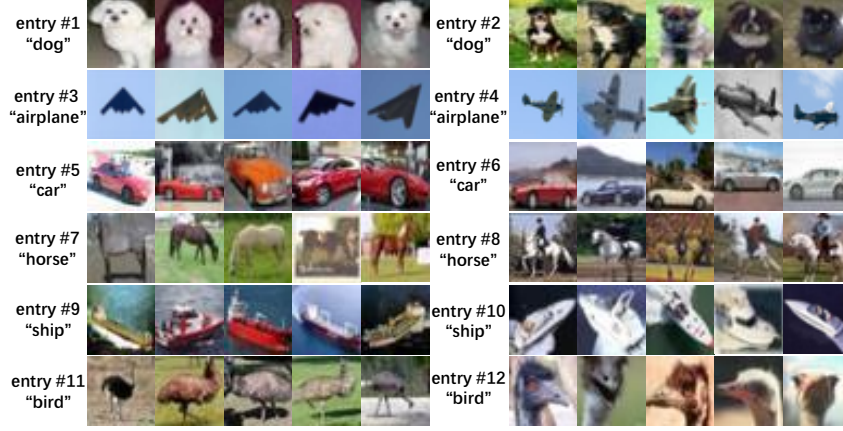 entry #1
“dog”
entry #2
“dog”
entry #3
“airplane”
entry #4
“airplane”
entry #5
“car”
entry #6
“car”
entry #7
“horse”
entry #8
“horse”
entry #9
“ship”
entry #10
“ship”
entry #11
“bird”
entry #12
“bird”